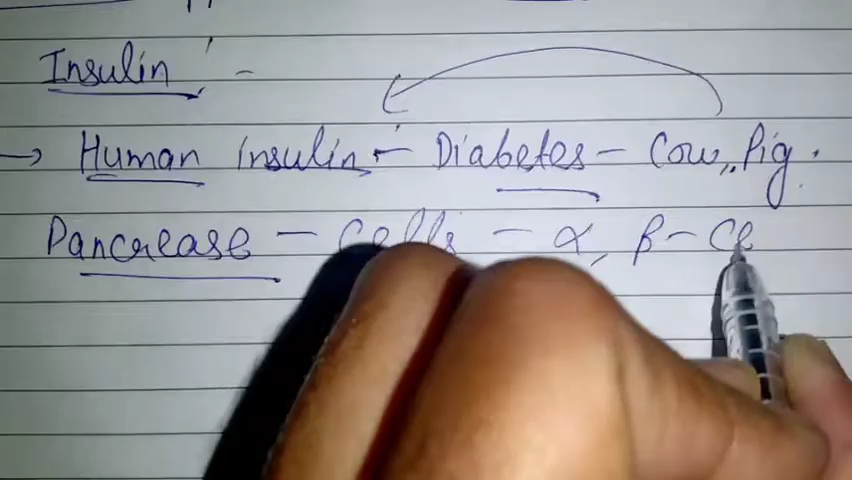 Insulin -
→ Human insulin - Diabetes - Cow, Pig.
Pancrease - Cells - α, β - Ce